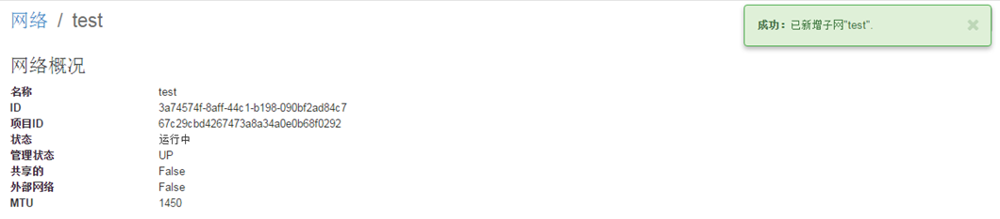 网络 / test
成功：已新增子网"test".
网络概况
名称 test
ID 3a74574f-8aff-44c1-b198-090bf2ad84c7
项目ID 67c29cbd4267473a8a34a0e0b68f0292
状态 运行中
管理状态 UP
共享的 False
外部网络 False
MTU 1450